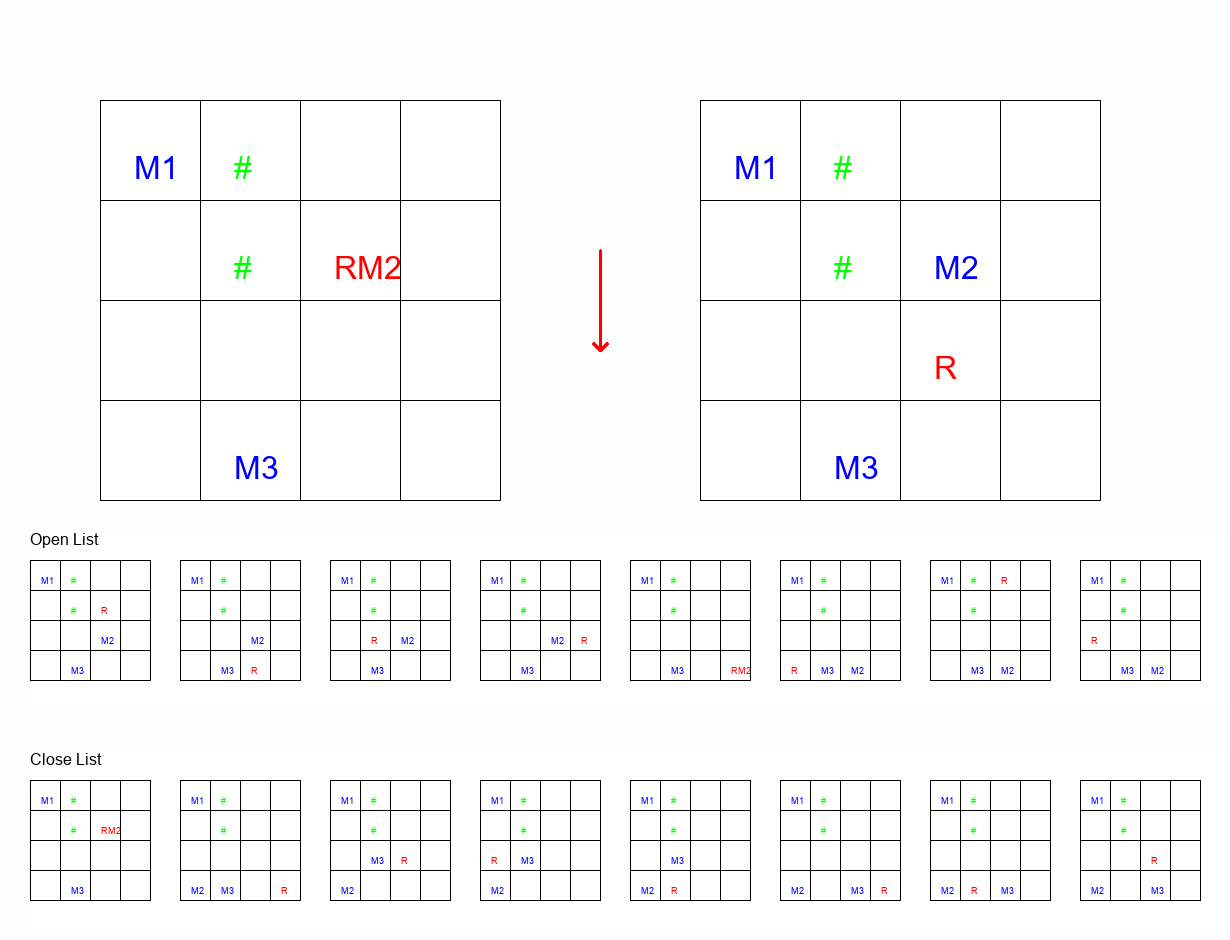 M1 # M1 #
# RM2 # M2
R
M3 M3
Open List
M1 # M1 # M1 # M1 # M1 # M1 # M1 # R M1 #
# R # # # # # # #
M2 M2 R M2 M2 R R
M3 M3 R M3 M3 M3 RM2 R M3 M2 M3 M2 M3 M2
Close List
M1 # M1 # M1 # M1 # M1 # M1 # M1 # M1 #
# RM2 # # # # # # #
M3 R R M3 M3 R
M3 M2 M3 R M2 M2 M2 R M2 M3 R M2 R M3 M2 M3